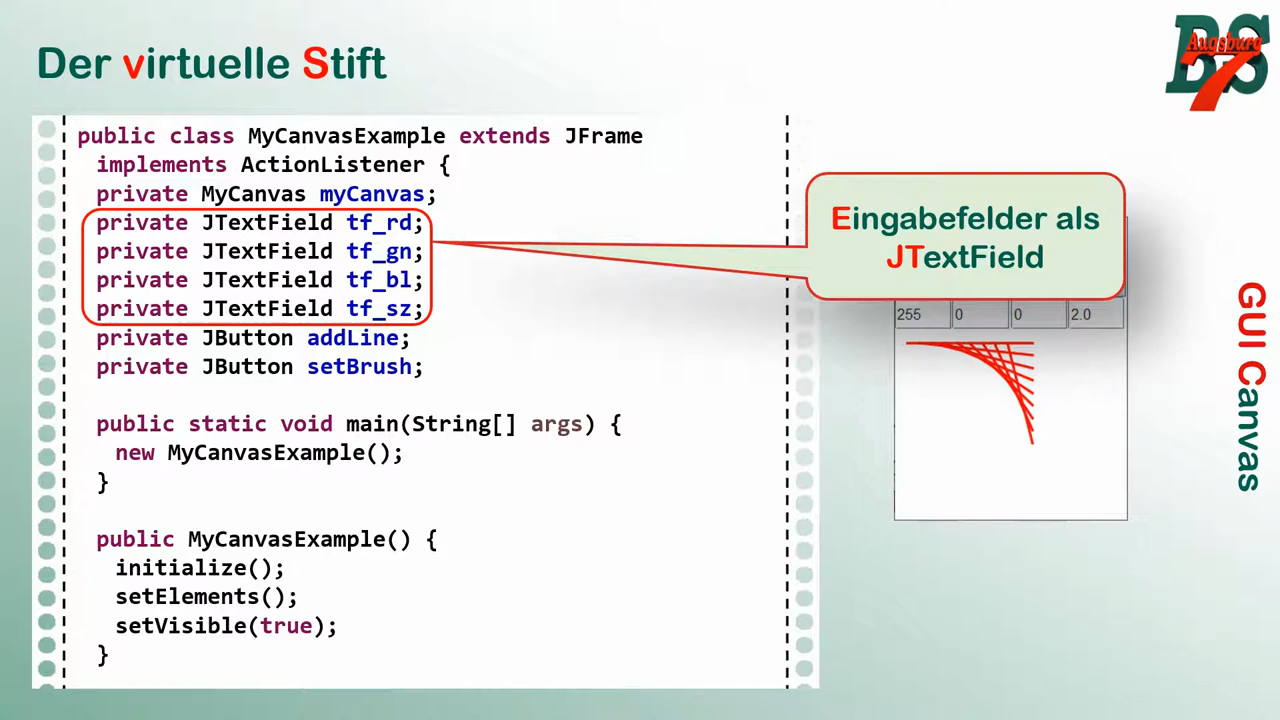 Der virtuelle Stift
BS
Augsburg
7
public class MyCanvasExample extends JFrame
implements ActionListener {
private MyCanvas myCanvas;
private JTextField tf_rd;
private JTextField tf_gn;
private JTextField tf_bl;
private JTextField tf_sz;
private JButton addLine;
private JButton setBrush;
public static void main(String[] args) {
new MyCanvasExample();
}
public MyCanvasExample() {
initialize();
setElements();
setVisible(true);
}
Eingabefelder als
JTextField
255 0 0 2.0
GUI Canvas